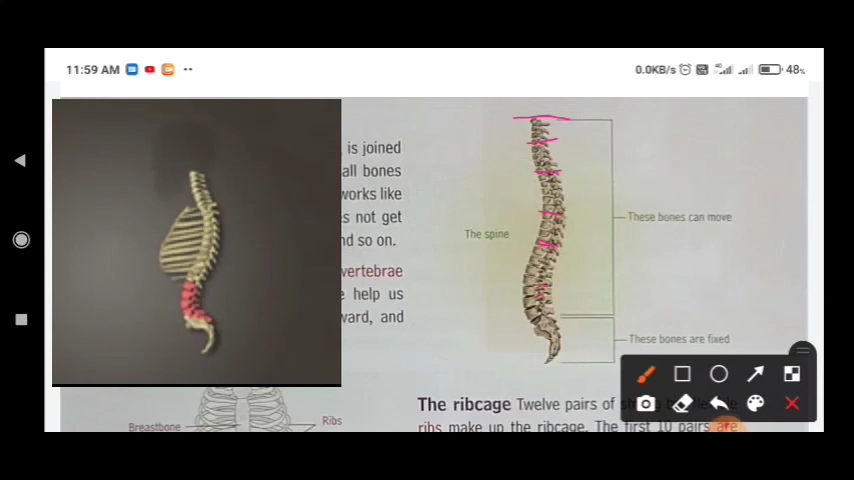 11:59 AM
0.0KB/s
48%
is joined
all bones
works like
s not get
nd so on.
vertebrae
e help us
ward, and
The spine
These bones can move
These bones are fixed
Breastbone
Ribs
The ribcage Twelve pairs of
ribs make up the ribcage. The first 10 pairs are